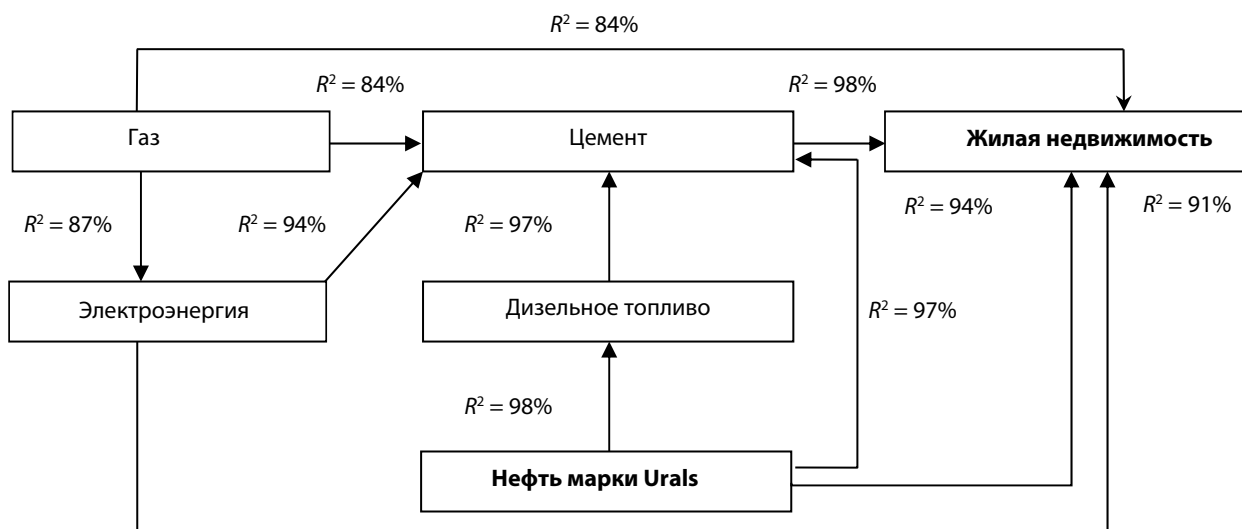 R² = 84%
R² = 84%
R² = 98%
Газ
Цемент
Жилая недвижимость
R² = 87%
R² = 94%
R² = 97%
R² = 94%
R² = 91%
Электроэнергия
Дизельное топливо
R² = 97%
R² = 98%
Нефть марки Urals